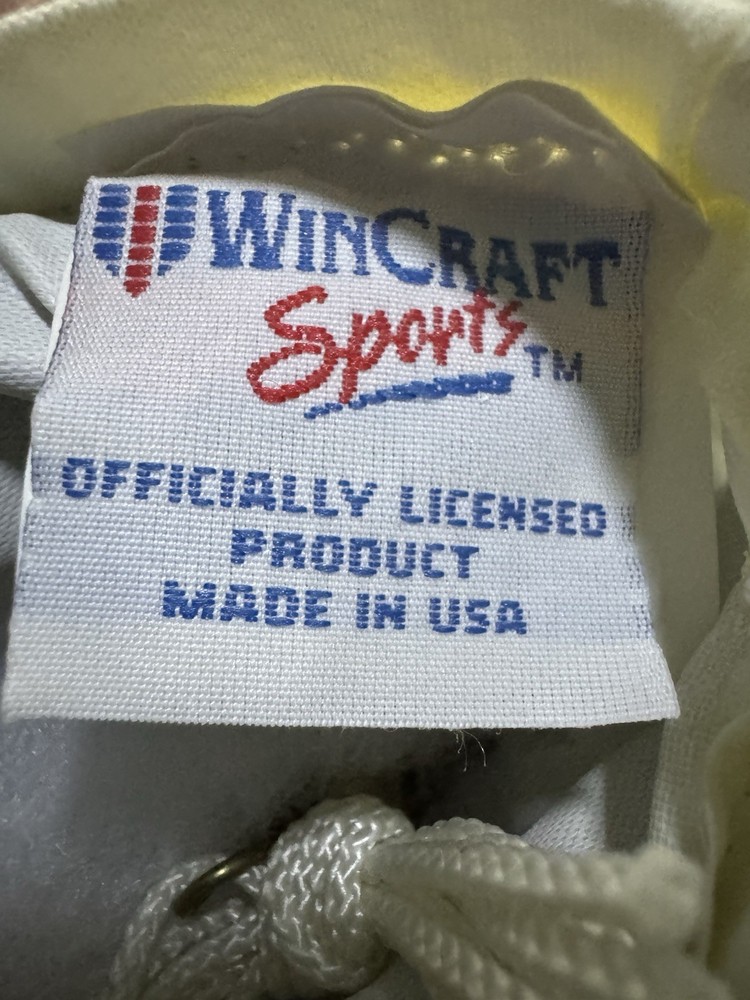 WINCRAFT
Sports TM
OFFICIALLY LICENSED
PRODUCT
MADE IN USA